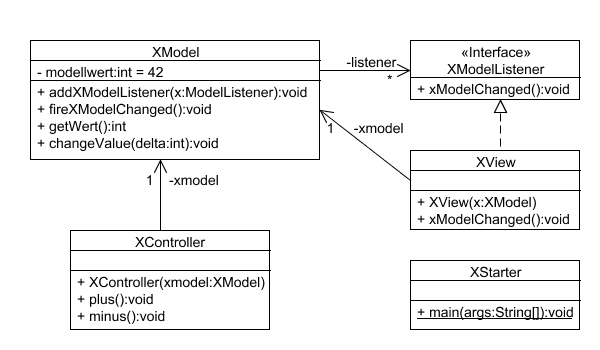 XModel
- modellwert:int = 42
+ addXModelListener(x:ModelListener):void
+ fireXModelChanged():void
+ getWert():int
+ changeValue(delta:int):void
-listener
*
«Interface»
XModelListener
+ xModelChanged():void
1
-xmodel
XView
+ XView(x:XModel)
+ xModelChanged():void
1
-xmodel
XController
+ XController(xmodel:XModel)
+ plus():void
+ minus():void
XStarter
+ main(args:String[]):void